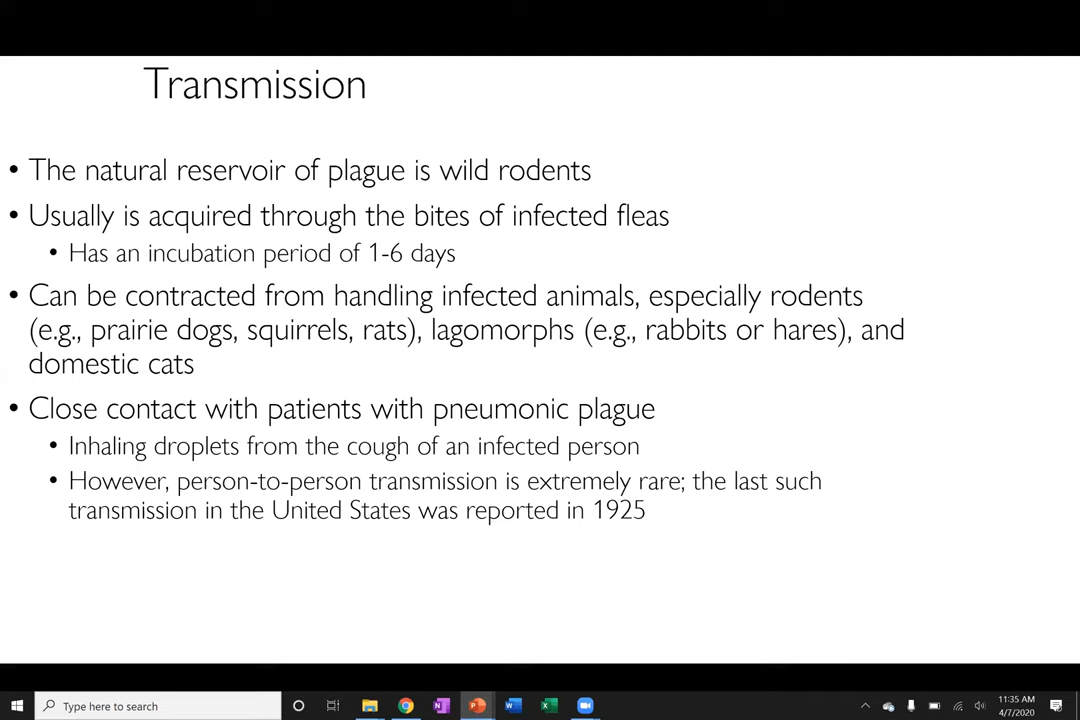 Transmission
• The natural reservoir of plague is wild rodents
• Usually is acquired through the bites of infected fleas
• Has an incubation period of 1-6 days
• Can be contracted from handling infected animals, especially rodents
(e.g., prairie dogs, squirrels, rats), lagomorphs (e.g., rabbits or hares), and
domestic cats
• Close contact with patients with pneumonic plague
• Inhaling droplets from the cough of an infected person
• However, person-to-person transmission is extremely rare; the last such
transmission in the United States was reported in 1925
Type here to search
11:35 AM
4/7/2020